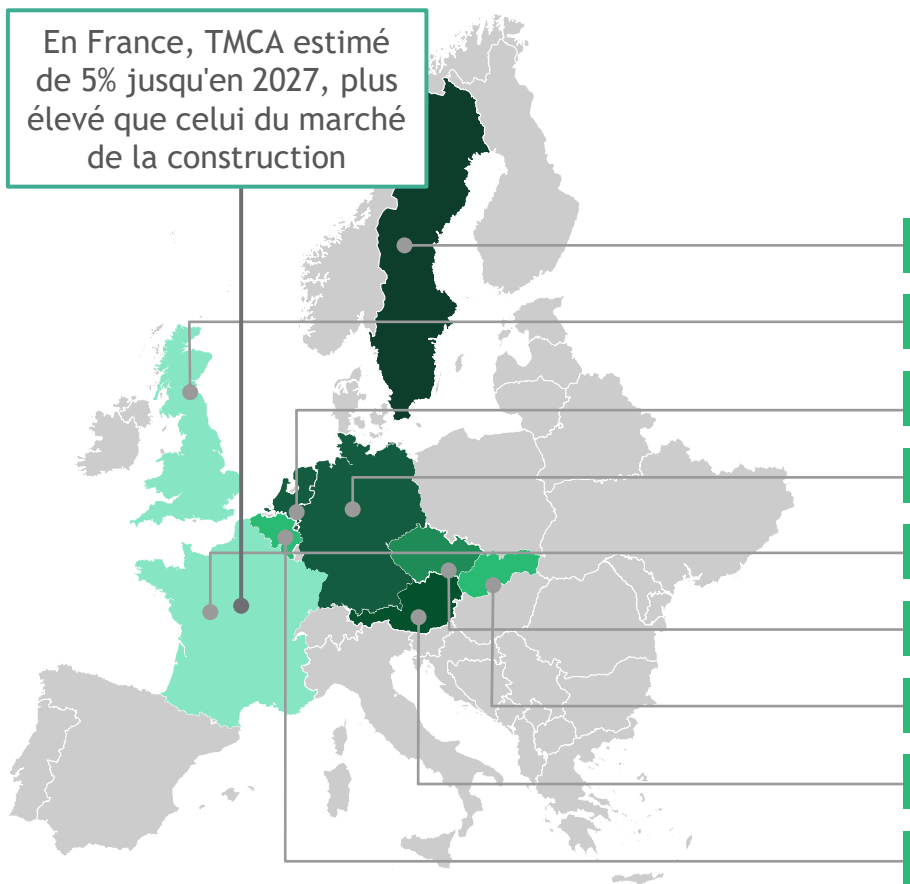 En France, TMCA estimé
de 5% jusqu'en 2027, plus
élevé que celui du marché
de la construction